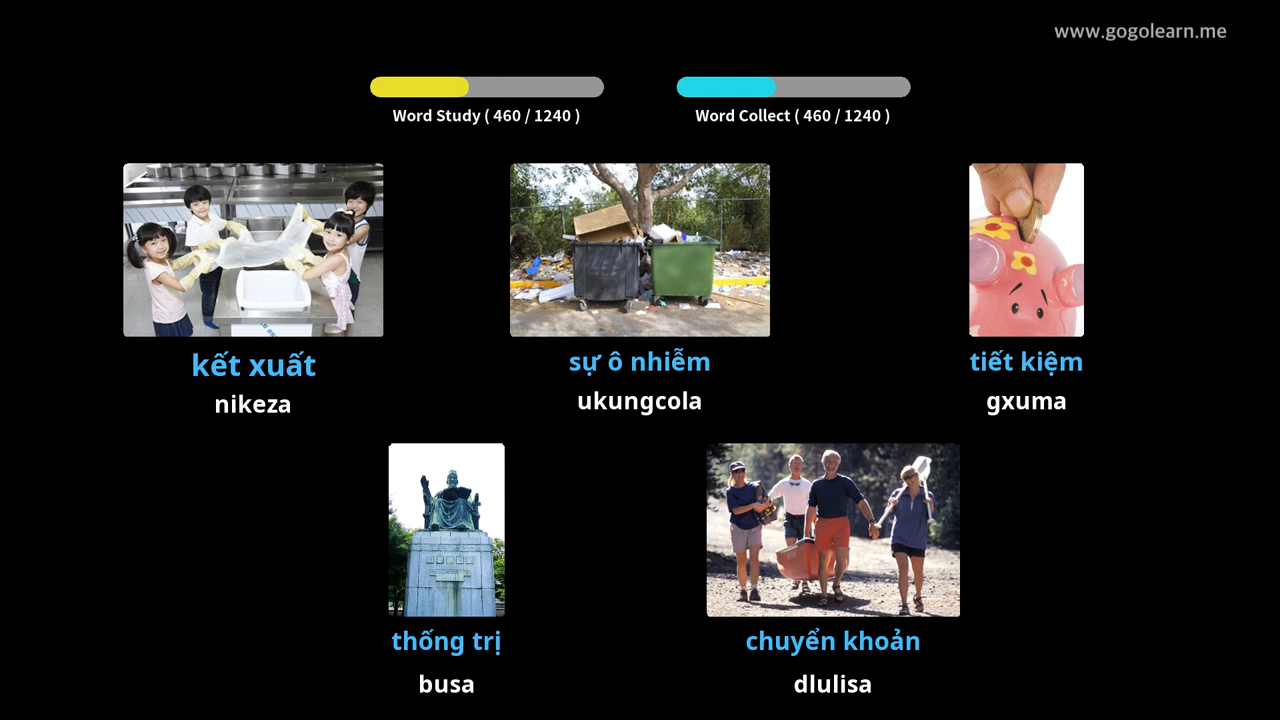 www.gogolearn.me
Word Study ( 460 / 1240 )
Word Collect ( 460 / 1240 )
kết xuất
nikeza
sự ô nhiễm
ukungcola
tiết kiệm
gxuma
thống trị
busa
chuyển khoản
dlulisa